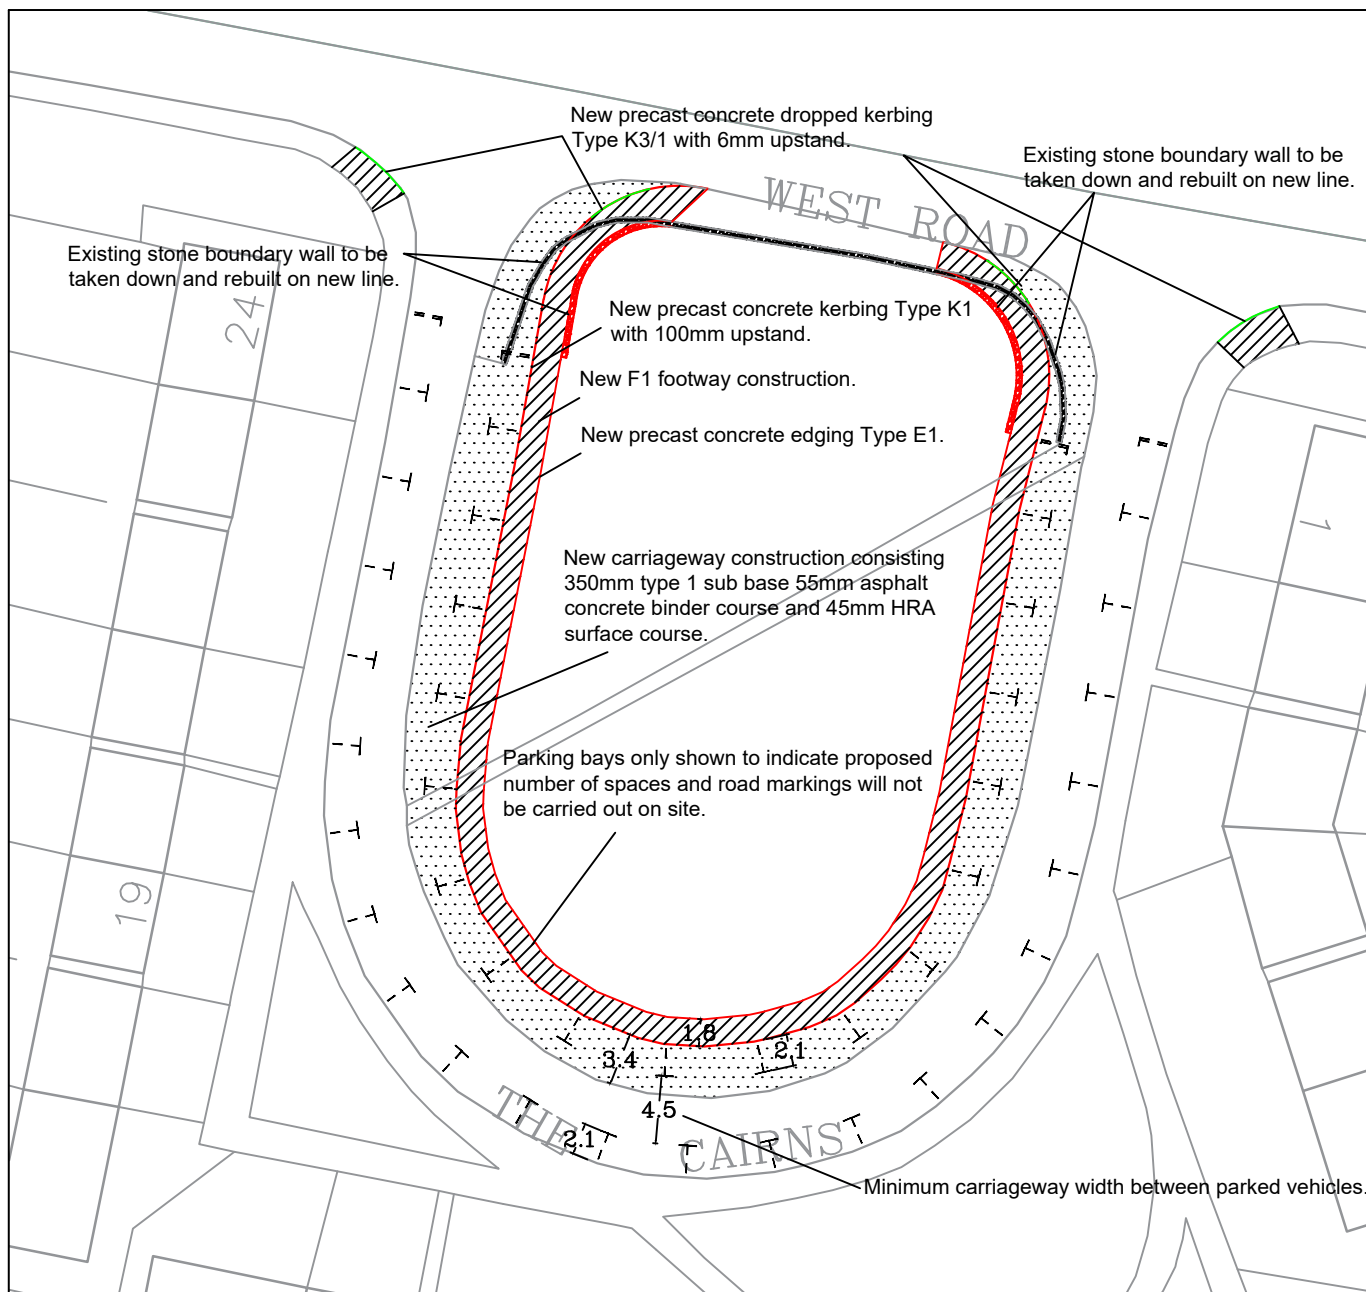 New precast concrete dropped kerbing
Type K3/1 with 6mm upstand.
Existing stone boundary wall to be
taken down and rebuilt on new line.
WEST ROAD
Existing stone boundary wall to be
taken down and rebuilt on new line.
24
New precast concrete kerbing Type K1
with 100mm upstand.
New F1 footway construction.
New precast concrete edging Type E1.
1
New carriageway construction consisting
350mm type 1 sub base 55mm asphalt
concrete binder course and 45mm HRA
surface course.
Parking bays only shown to indicate proposed
number of spaces and road markings will not
be carried out on site.
19
1.8
3.4
2.1
4.5
2.1
THE CAIRNS
Minimum carriageway width between parked vehicles.